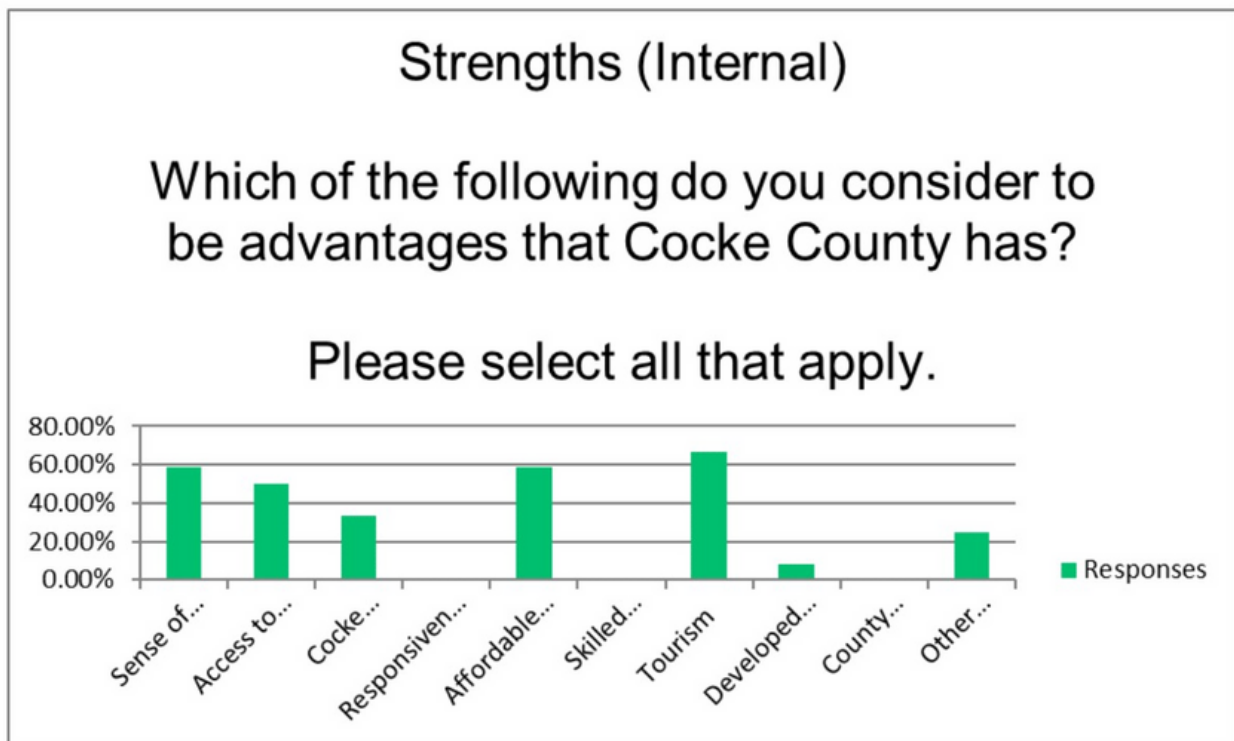 Strengths (Internal)
Which of the following do you consider to
be advantages that Cocke County has?
Please select all that apply.
80.00%
60.00%
40.00%
20.00%
0.00%
Sense of...
Access to...
Cocke...
Responsiven...
Affordable...
Skilled...
Tourism
Developed...
County...
Other...
Responses